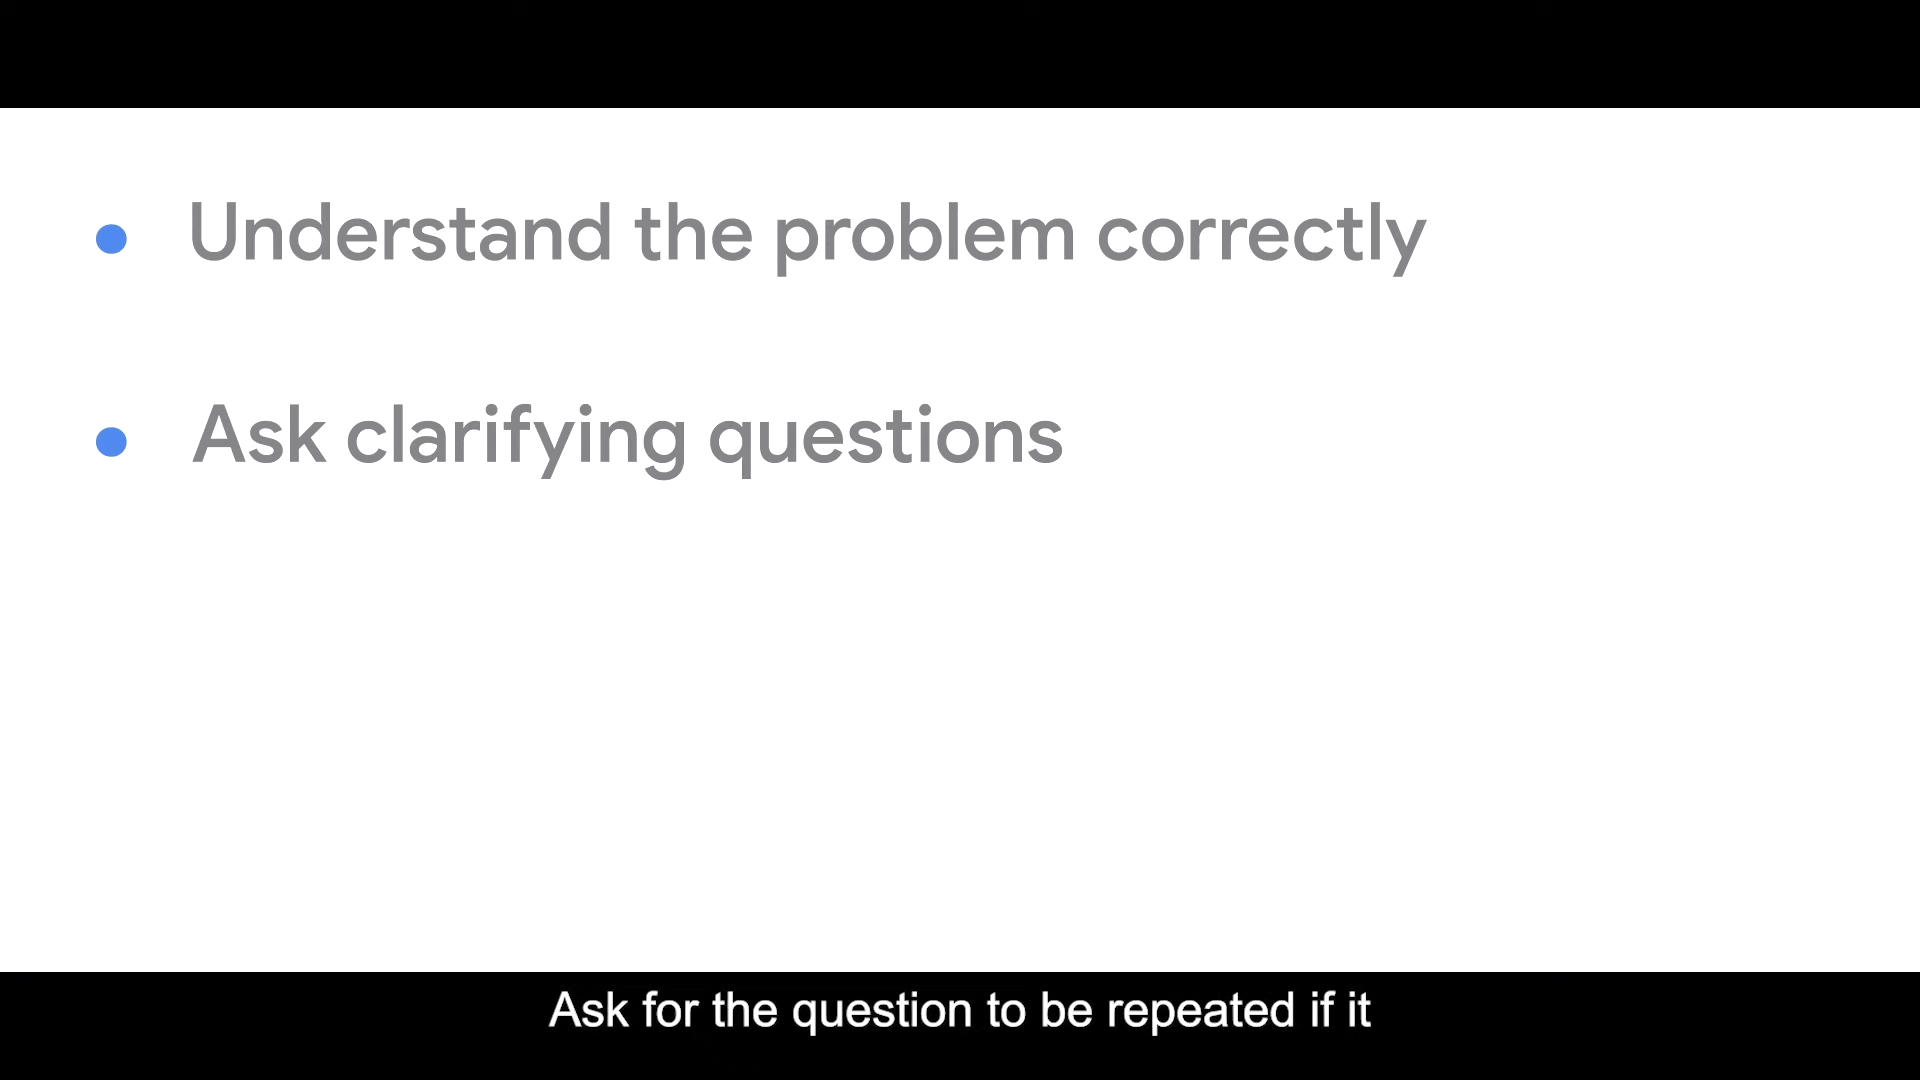 Understand the problem correctly
Ask clarifying questions
Ask for the question to be repeated if it